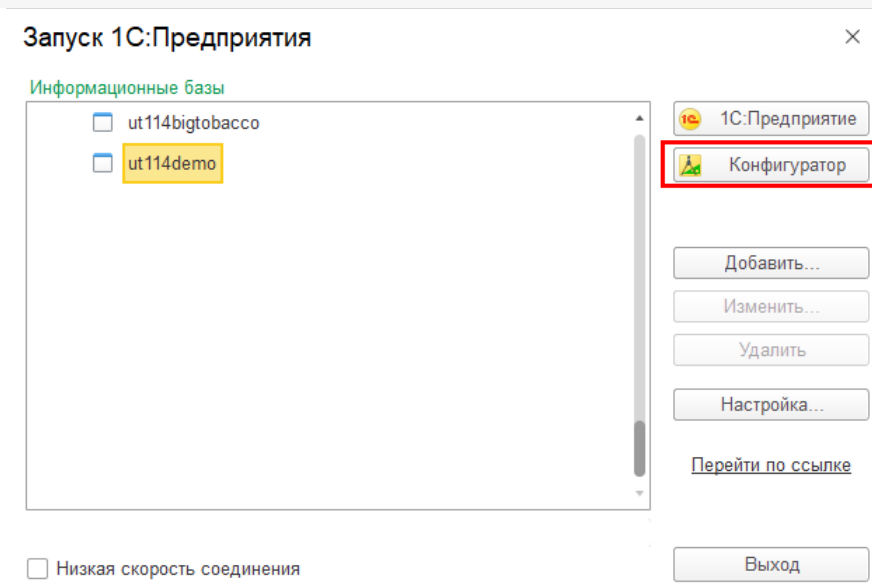 Запуск 1С:Предприятия
Информационные базы
ut114bigtobacco
ut114demo
1С:Предприятие
Конфигуратор
Добавить...
Изменить...
Удалить
Настройка...
Перейти по ссылке
Низкая скорость соединения
Выход